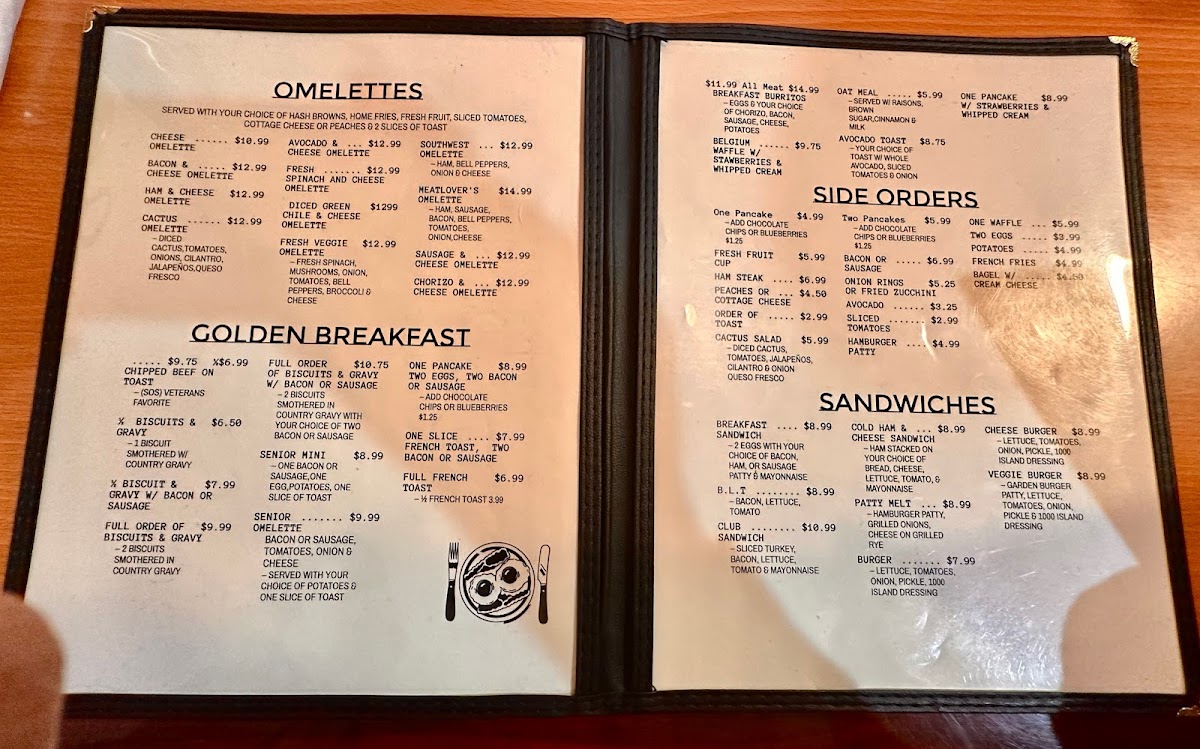 OMELETTES
SERVED WITH YOUR CHOICE OF HASH BROWNS, HOME FRIES, FRESH FRUIT, SLICED TOMATOES,
COTTAGE CHEESE OR PEACHES & 2 SLICES OF TOAST
CHEESE ...... $10.99
OMELETTE
BACON & ..... $12.99
CHEESE OMELETTE
HAM & CHEESE $12.99
OMELETTE
CACTUS ...... $12.99
OMELETTE
– DICED
CACTUS,TOMATOES,
ONIONS, CILANTRO,
JALAPEÑOS,QUESO
FRESCO
AVOCADO & ... $12.99
CHEESE OMELETTE
FRESH ....... $12.99
SPINACH AND CHEESE
OMELETTE
DICED GREEN $1299
CHILE & CHEESE
OMELETTE
FRESH VEGGIE $12.99
OMELETTE
– FRESH SPINACH,
MUSHROOMS, ONION,
TOMATOES, BELL
PEPPERS, BROCCOLI &
CHEESE
SOUTHWEST ... $12.99
OMELETTE
– HAM, BELL PEPPERS,
ONION & CHEESE
MEATLOVER'S $14.99
OMELETTE
– HAM, SAUSAGE,
BACON, BELL PEPPERS,
TOMATOES,
ONION,CHEESE
SAUSAGE & ... $12.99
CHEESE OMELETTE
CHORIZO & ... $12.99
CHEESE OMELETTE
GOLDEN BREAKFAST
..... $9.75 ½$6.99
CHIPPED BEEF ON
TOAST
– (SOS) VETERANS
FAVORITE
½ BISCUITS & $6.50
GRAVY
– 1 BISCUIT
SMOTHERED W/
COUNTRY GRAVY
½ BISCUIT & $7.99
GRAVY W/ BACON OR
SAUSAGE
FULL ORDER OF $9.99
BISCUITS & GRAVY
– 2 BISCUITS
SMOTHERED IN
COUNTRY GRAVY
FULL ORDER $10.75
OF BISCUITS & GRAVY
W/ BACON OR SAUSAGE
– 2 BISCUITS
SMOTHERED IN
COUNTRY GRAVY WITH
YOUR CHOICE OF TWO
BACON OR SAUSAGE
SENIOR MINI $8.99
– ONE BACON OR
SAUSAGE,ONE
EGG,POTATOES, ONE
SLICE OF TOAST
SENIOR ....... $9.99
OMELETTE
BACON OR SAUSAGE,
TOMATOES, ONION &
CHEESE
– SERVED WITH YOUR
CHOICE OF POTATOES &
ONE SLICE OF TOAST
ONE PANCAKE $8.99
TWO EGGS, TWO BACON
OR SAUSAGE
– ADD CHOCOLATE
CHIPS OR BLUEBERRIES
$1.25
ONE SLICE .... $7.99
FRENCH TOAST, TWO
BACON OR SAUSAGE
FULL FRENCH $6.99
TOAST
– ½ FRENCH TOAST 3.99
$11.99 All Meat $14.99
BREAKFAST BURRITOS
– EGGS & YOUR CHOICE
OF CHORIZO, BACON,
SAUSAGE, CHEESE,
POTATOES
BELGIUM ...... $9.75
WAFFLE W/
STAWBERRIES &
WHIPPED CREAM
OAT MEAL ..... $5.99
– SERVED W/ RAISONS,
BROWN
SUGAR,CINNAMON &
MILK
AVOCADO TOAST $8.75
– YOUR CHOICE OF
TOAST W/ WHOLE
AVOCADO, SLICED
TOMATOES & ONION
ONE PANCAKE $8.99
W/ STRAWBERRIES &
WHIPPED CREAM
SIDE ORDERS
One Pancake $4.99
– ADD CHOCOLATE
CHIPS OR BLUEBERRIES
$1.25
FRESH FRUIT $5.99
CUP
HAM STEAK .... $6.99
PEACHES OR ... $4.50
COTTAGE CHEESE
ORDER OF ..... $2.99
TOAST
CACTUS SALAD $5.99
– DICED CACTUS,
TOMATOES, JALAPEÑOS,
CILANTRO & ONION
QUESO FRESCO
Two Pancakes $5.99
– ADD CHOCOLATE
CHIPS OR BLUEBERRIES
$1.25
BACON OR ..... $6.99
SAUSAGE
ONION RINGS $5.25
OR FRIED ZUCCHINI
AVOCADO ...... $3.25
SLICED ....... $2.99
TOMATOES
HAMBURGER .... $4.99
PATTY
ONE WAFFLE ... $5.99
TWO EGGS ..... $3.99
POTATOES ..... $4.99
FRENCH FRIES $4.99
BAGEL W/ ..... $4.50
CREAM CHEESE
SANDWICHES
BREAKFAST .... $8.99
SANDWICH
– 2 EGGS WITH YOUR
CHOICE OF BACON,
HAM, OR SAUSAGE
PATTY & MAYONNAISE
B.L.T ........ $8.99
– BACON, LETTUCE,
TOMATO
CLUB ........ $10.99
SANDWICH
– SLICED TURKEY,
BACON, LETTUCE,
TOMATO & MAYONNAISE
COLD HAM & ... $8.99
CHEESE SANDWICH
– HAM STACKED ON
YOUR CHOICE OF
BREAD, CHEESE,
LETTUCE, TOMATO, &
MAYONNAISE
PATTY MELT ... $8.99
– HAMBURGER PATTY,
GRILLED ONIONS,
CHEESE ON GRILLED
RYE
BURGER ....... $7.99
– LETTUCE, TOMATOES,
ONION, PICKLE, 1000
ISLAND DRESSING
CHEESE BURGER $8.99
– LETTUCE, TOMATOES,
ONION, PICKLE, 1000
ISLAND DRESSING
VEGGIE BURGER $8.99
– GARDEN BURGER
PATTY, LETTUCE,
TOMATOES, ONION,
PICKLE & 1000 ISLAND
DRESSING